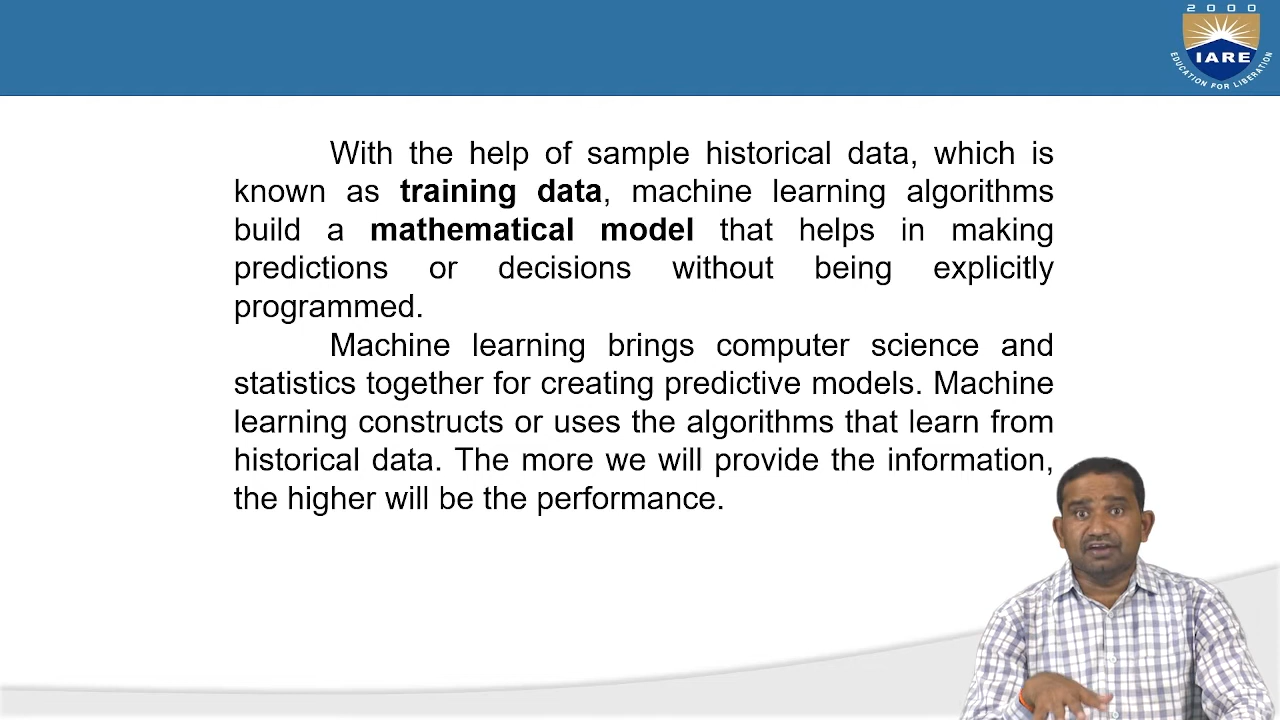 2000
IARE
EDUCATION FOR LIBERATION
With the help of sample historical data, which is
known as training data, machine learning algorithms
build a mathematical model that helps in making
predictions or decisions without being explicitly
programmed.
Machine learning brings computer science and
statistics together for creating predictive models. Machine
learning constructs or uses the algorithms that learn from
historical data. The more we will provide the information,
the higher will be the performance.